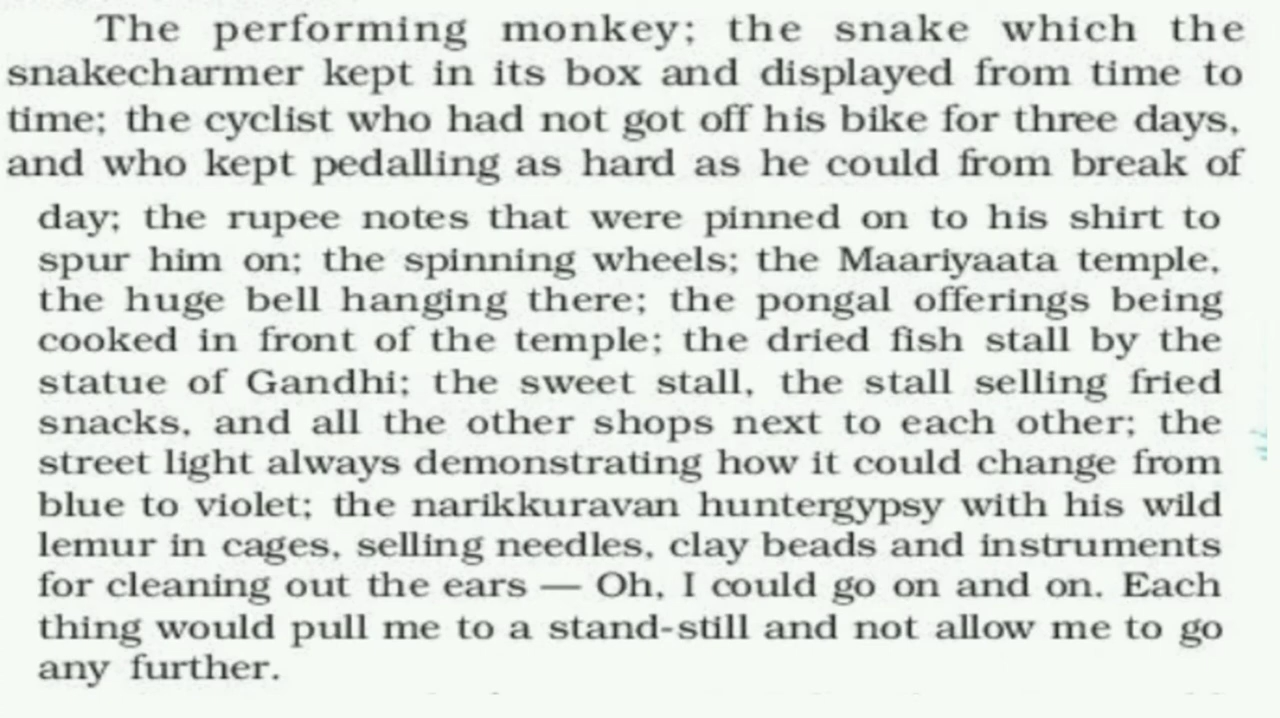 The performing monkey; the snake which the
snakecharmer kept in its box and displayed from time to
time; the cyclist who had not got off his bike for three days,
and who kept pedalling as hard as he could from break of
day; the rupee notes that were pinned on to his shirt to
spur him on; the spinning wheels; the Maariyaata temple,
the huge bell hanging there; the pongal offerings being
cooked in front of the temple; the dried fish stall by the
statue of Gandhi; the sweet stall, the stall selling fried
snacks, and all the other shops next to each other; the
street light always demonstrating how it could change from
blue to violet; the narikkuravan huntergypsy with his wild
lemur in cages, selling needles, clay beads and instruments
for cleaning out the ears — Oh, I could go on and on. Each
thing would pull me to a stand-still and not allow me to go
any further.